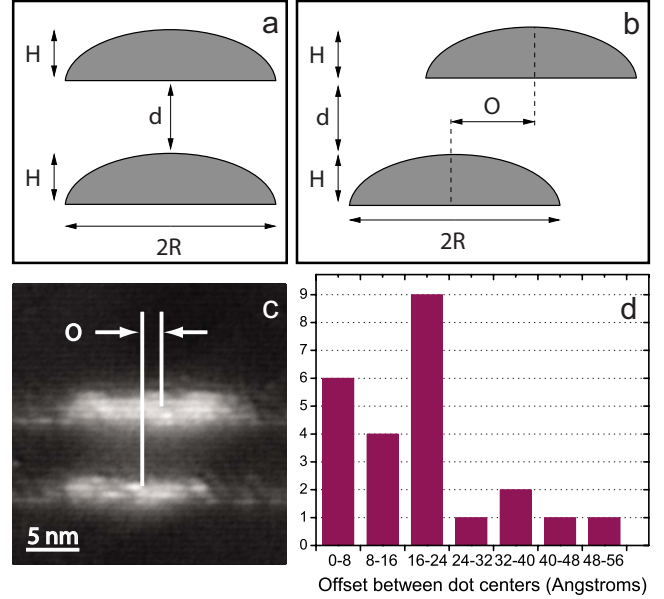 a
H
d
H
2R
b
H
O
d
H
2R
c
O
5 nm
d
9
8
7
6
5
4
3
2
1
0
0-8 8-16 16-24 24-32 32-40 40-48 48-56
Offset between dot centers (Angstroms)